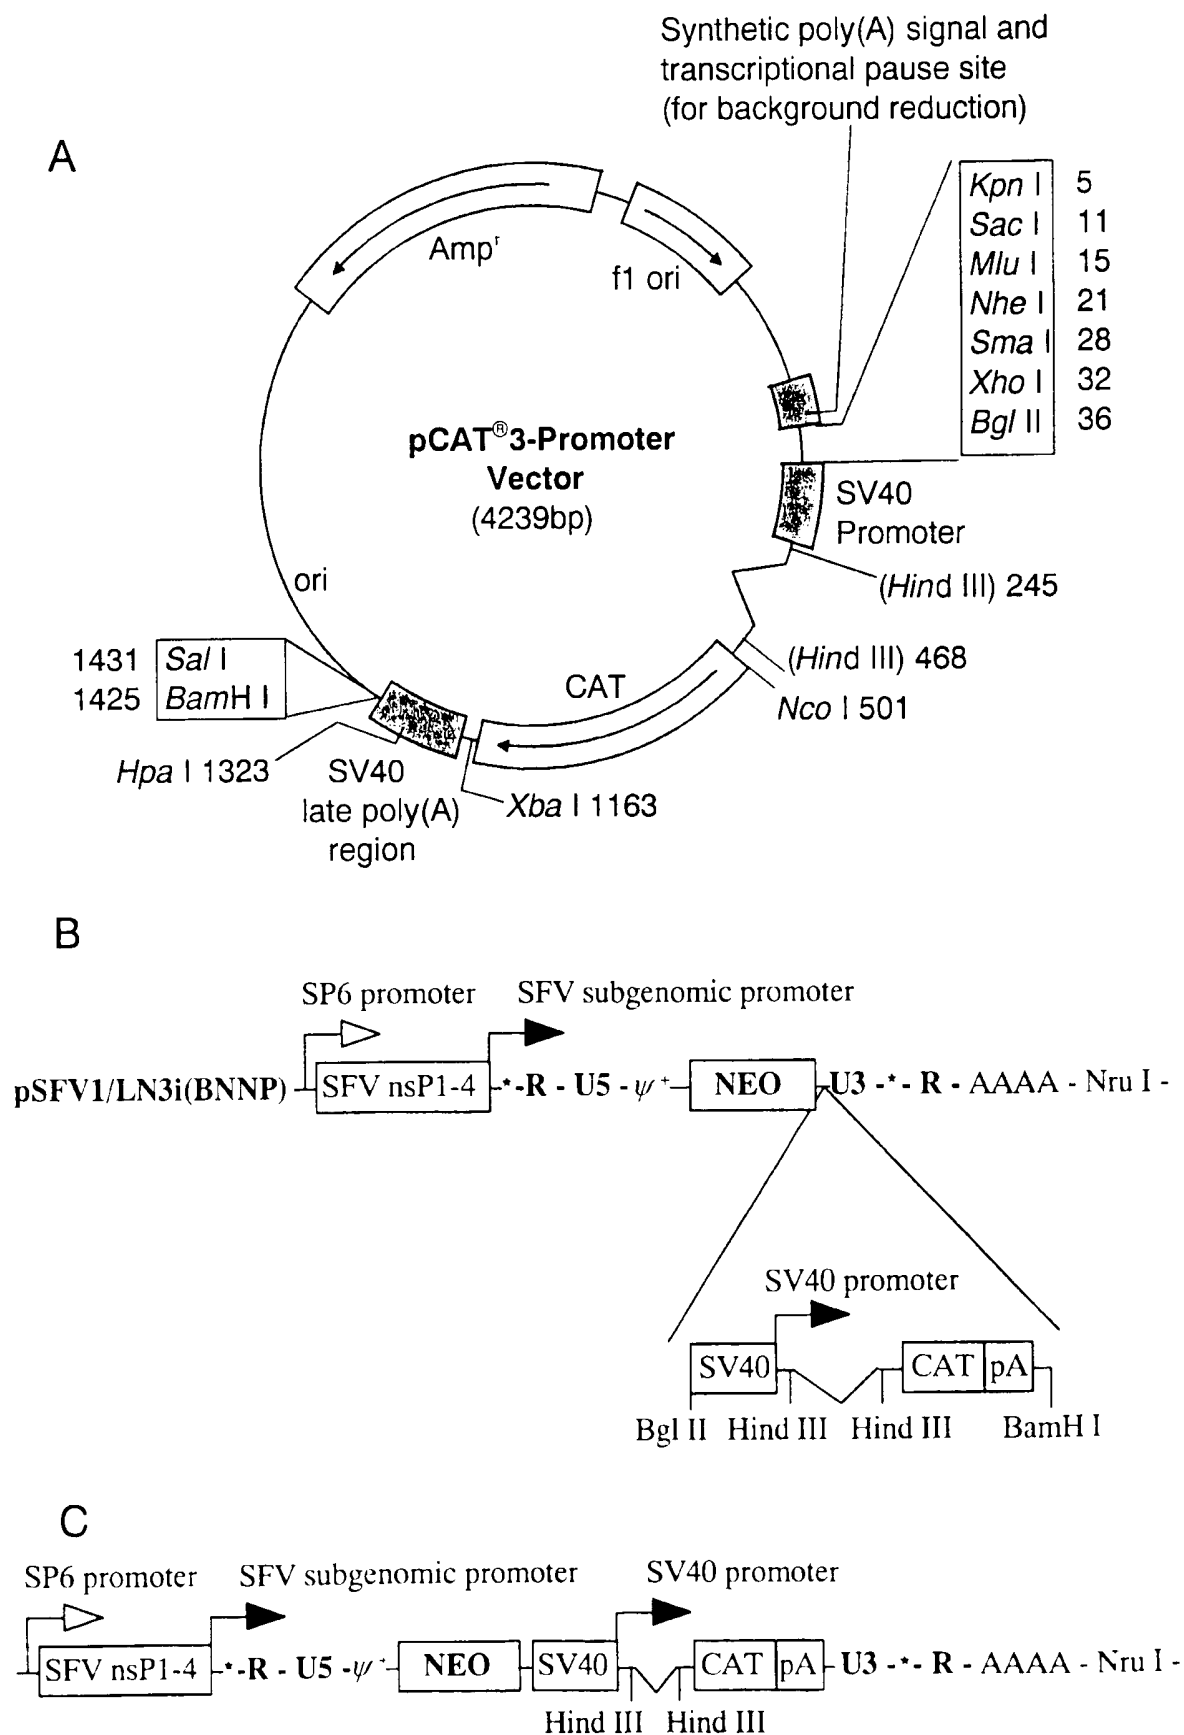 Synthetic poly(A) signal and
transcriptional pause site
(for background reduction)
A
Kpn I 5
Sac I 11
Mlu I 15
Nhe I 21
Sma I 28
Xho I 32
Bgl II 36
Ampʳ
f1 ori
pCAT®3-Promoter
Vector
(4239bp)
SV40
Promoter
(Hind III) 245
ori
(Hind III) 468
Nco I 501
1431 Sal I
1425 BamH I
CAT
Hpa I 1323
SV40
late poly(A)
region
Xba I 1163
B
SP6 promoter SFV subgenomic promoter
pSFV1/LN3i(BNNP) SFV nsP1-4 -*-R - U5 -ψ⁺ NEO U3 -*- R - AAAA - Nru I -
SV40 promoter
SV40 CAT pA
Bgl II Hind III Hind III BamH I
C
SP6 promoter SFV subgenomic promoter SV40 promoter
SFV nsP1-4 -*-R - U5 -ψ⁺ NEO SV40 CAT pA U3 -*- R - AAAA - Nru I -
Hind III Hind III